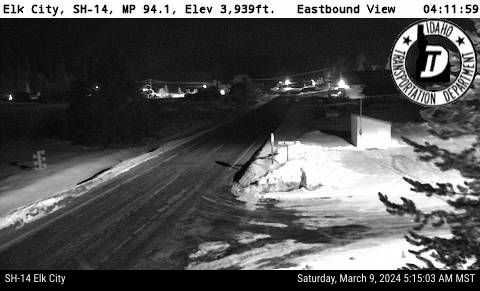 Elk City, SH-14, MP 94.1, Elev 3,939ft. Eastbound View 04:11:59
IDAHO
TRANSPORTATION DEPARTMENT
SH-14 Elk City Saturday, March 9, 2024 5:15:03 AM MST